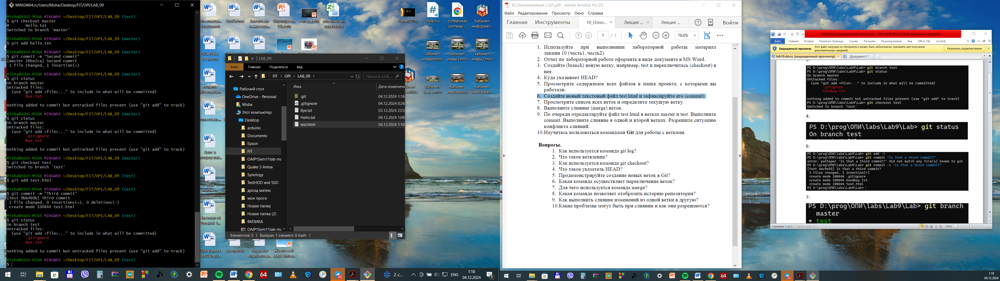 MINGW64:/c/Users/Misha/Desktop/FIT/OPI/LAB_09
Misha@ASUS-MIHA MINGW64 ~/Desktop/FIT/OPI/LAB_09 (test)
$ git checkout master
M       Hello.txt
Switched to branch 'master'
Misha@ASUS-MIHA MINGW64 ~/Desktop/FIT/OPI/LAB_09 (master)
$ git add hello.txt
Misha@ASUS-MIHA MINGW64 ~/Desktop/FIT/OPI/LAB_09 (master)
$ git commit -m "Second commit"
[master 26be2ca] Second commit
1 file changed, 1 insertion(+)
Misha@ASUS-MIHA MINGW64 ~/Desktop/FIT/OPI/LAB_09 (master)
$ git status
On branch master
Untracked files:
(use "git add <file>..." to include in what will be committed)
Bye.txt
nothing added to commit but untracked files present (use "git add" to track)
Misha@ASUS-MIHA MINGW64 ~/Desktop/FIT/OPI/LAB_09 (master)
$ git status
On branch master
Untracked files:
(use "git add <file>..." to include in what will be committed)
.gitignore
Bye.txt
nothing added to commit but untracked files present (use "git add" to track)
Misha@ASUS-MIHA MINGW64 ~/Desktop/FIT/OPI/LAB_09 (master)
$ git checkout test
Switched to branch 'test'
Misha@ASUS-MIHA MINGW64 ~/Desktop/FIT/OPI/LAB_09 (test)
$ git add test.html
Misha@ASUS-MIHA MINGW64 ~/Desktop/FIT/OPI/LAB_09 (test)
$ git commit -m "Third commit"
[test 9bb460b] Third commit
1 file changed, 0 insertions(+), 0 deletions(-)
create mode 100644 test.html
Misha@ASUS-MIHA MINGW64 ~/Desktop/FIT/OPI/LAB_09 (test)
$ git status
On branch test
Untracked files:
(use "git add <file>..." to include in what will be committed)
.gitignore
Bye.txt
nothing added to commit but untracked files present (use "git add" to track)
Misha@ASUS-MIHA MINGW64 ~/Desktop/FIT/OPI/LAB_09 (test)
$
Doc2.docx
Клеточная инженери...
Chyornye-d... (1).pptx
географ.pptx
экономиче... задача.xlsx
Planets201...
style.css
солнечная система ...
Кабинет информат...
ОСНОВЫ ВЕБ.docx
кабинет инфы4.mov
кабинет инфы3.mov
кабинет инфы2.mov
Модель
кабинет инфы.mov
Кабинет информат...
Кабинет информат...
Азот и
Моя любіма...
Написал её Горький 1...
Диаграмма Герцшпру...
англ.docx
Видимое годичное д...
Животный мир Белов...
LAB_09
Файл Главная Поделиться Вид
FIT > OPI > LAB_09 >
Поиск в: LAB_...
Имя Дата изменени
Рабочий стол
OneDrive - Personal
Misha
Этот компьютер
Desktop
arduino
Documents
Epson
FIT
OAIP1Sem11lab-ma
Quake 3 Arena
Synology
TestHDD and SSD
дрозд матем
мои проги
Новая папка
Новая папка (2)
ФИЗИКА
OAIP1Sem11lab-ma
.git 04.12.2024 1:16
.gitignore 04.12.2024 0:26
Bye.txt 03.12.2024 23:5
Hello.txt 04.12.2024 1:09
test.html 04.12.2024 1:10
Элементов: 5 | Выбран 1 элемент: 0 байт |
64
25
2 с...
ENG
1:18
04.12.2024
1
10_Ознокомление с GIT.pdf - Adobe Acrobat Pro DC
Файл Редактирование Просмотр Окно Справка
Главная Инструменты 10_Озно... × Лекция ... × Лекция ... Войти
1 / 1 76,6%
1. Используйте при выполнении лабораторной работы материал
лекции 10 (часть1, часть2).
2. Отчет по лабораторной работе оформить в виде документа в MS Word.
3. Создайте (branch) новую ветку, например, test и переключитесь (checkout) в
нее.
4. Куда указывает HEAD?
5. Просмотрите содержимое всех файлов в папке проекта, с которыми вы
работали.
6. Создайте новый текстовый файл test.html и зафиксируйте его (commit).
7. Просмотрите список всех веток и определите текущую ветку.
8. Выполните слияние (merge) веток.
9. По очереди отредактируйте файл test.html в ветках master и test. Выполните
commit. Выполните слияние в одной и второй ветках. Разрешите ситуацию
конфликта слияний.
10.Научитесь пользоваться командами Git для работы с ветками.
Вопросы.
1. Как используется команда git log?
2. Что такое ветвление?
3. Как используется команда git checkout?
4. Что такое указатель HEAD?
5. Продемонстрируйте создание новых веток в Git?
6. Какая команда осуществляет переключение веток?
7. Для чего используется команда merge?
8. Какая команда позволяет отобразить историю репозитория?
9. Как выполнить слияние изменений из одной ветки в другую?
10.Какие проблемы могут быть при слиянии и как они разрешаются?
lab10.docx (защищенный просмотр) - Microsoft Word (Сбой активации продукта)
Файл Главная Вставка Разметка страницы Ссылки Рассылки Рецензирование Вид Office Tab Acrobat
Защищенный просмотр Этот файл загружен из Интернета и может быть небезопасен. Щелкните для получения дополнительных сведений. Разрешить редактирование
lab10.docx (защищенный просмотр) × Документ1 *
PS D:\prog\ОПИ\labs\Lab9\Lab> git branch test
PS D:\prog\ОПИ\labs\Lab9\Lab> git status
On branch master
Untracked files:
(use "git add <file>..." to include in what will be committed)
.gitignore
Goodbay.txt
nothing added to commit but untracked files present (use "git add" to track)
PS D:\prog\ОПИ\labs\Lab9\Lab> git checkout test
Switched to branch 'test'
4:
PS D:\prog\ОПИ\labs\Lab9\Lab> git status
On branch test
6:
PS D:\prog\ОПИ\labs\Lab9\Lab> git add -A
PS D:\prog\ОПИ\labs\Lab9\Lab> git commit "Is that a third commit?"
error: pathspec 'Is that a third commit?' did not match any file(s) known to git
PS D:\prog\ОПИ\labs\Lab9\Lab> git commit -m "Is that a third commit?"
[test dec9e55] Is that a third commit?
3 files changed, 1 insertion(+)
create mode 100644 .gitignore
create mode 100644 Goodbay.txt
create mode 100644 test.html
PS D:\prog\ОПИ\labs\Lab9\Lab>
7:
PS D:\prog\ОПИ\labs\Lab9\Lab> git branch
master
* test
Страница: 1 из 2 Число слов: 10 100%
64
25
1:18
04.12.2024